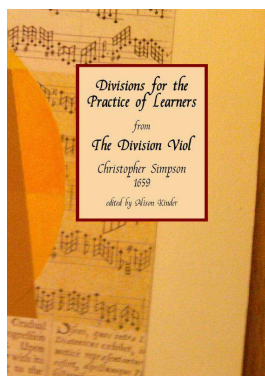 Divisions for the
Practice of Learners
from
The Division Viol
Christopher Simpson
1659
edited by Alison Kinder